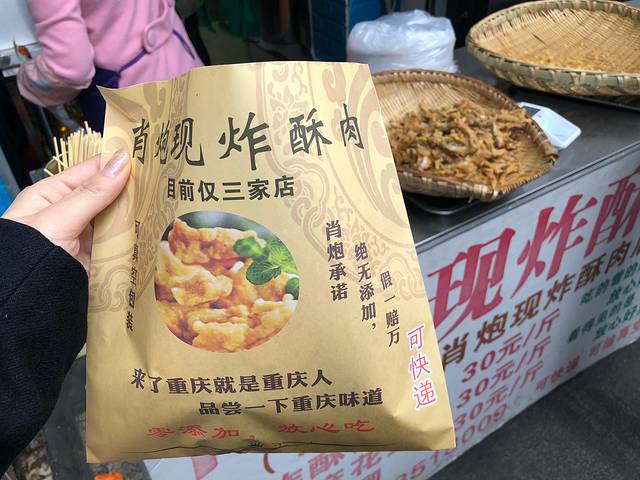 肖炮现炸酥肉
目前仅三家店
可真空包装
肖炮承诺
绝无添加，
假一赔万
可快递
来了重庆就是重庆人
品尝一下重庆味道
零添加，放心吃
现炸酥
肖炮现炸酥肉
30元/斤
30元/斤
30元/斤
可快递